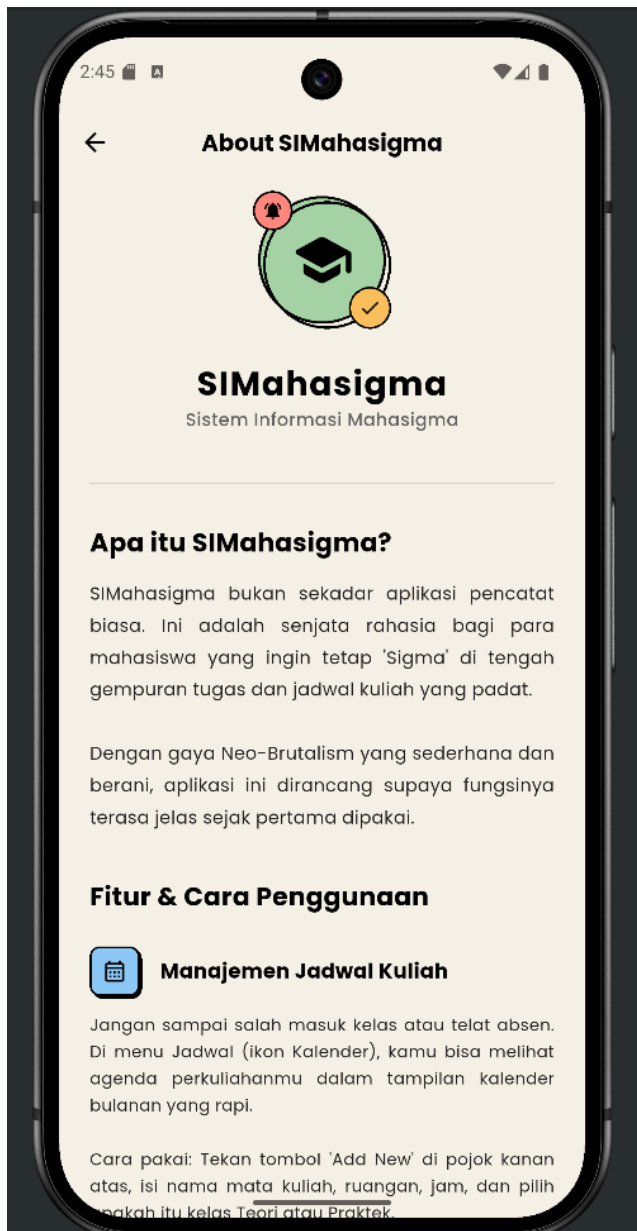 2:45
About SIMahasigma
SIMahasigma
Sistem Informasi Mahasigma
Apa itu SIMahasigma?
SIMahasigma bukan sekadar aplikasi pencatat
biasa. Ini adalah senjata rahasia bagi para
mahasiswa yang ingin tetap 'Sigma' di tengah
gempuran tugas dan jadwal kuliah yang padat.
Dengan gaya Neo-Brutalism yang sederhana dan
berani, aplikasi ini dirancang supaya fungsinya
terasa jelas sejak pertama dipakai.
Fitur & Cara Penggunaan
Manajemen Jadwal Kuliah
Jangan sampai salah masuk kelas atau telat absen.
Di menu Jadwal (ikon Kalender), kamu bisa melihat
agenda perkuliahanmu dalam tampilan kalender
bulanan yang rapi.
Cara pakai: Tekan tombol 'Add New' di pojok kanan
atas, isi nama mata kuliah, ruangan, jam, dan pilih
apakah itu kelas Teori atau Praktek.